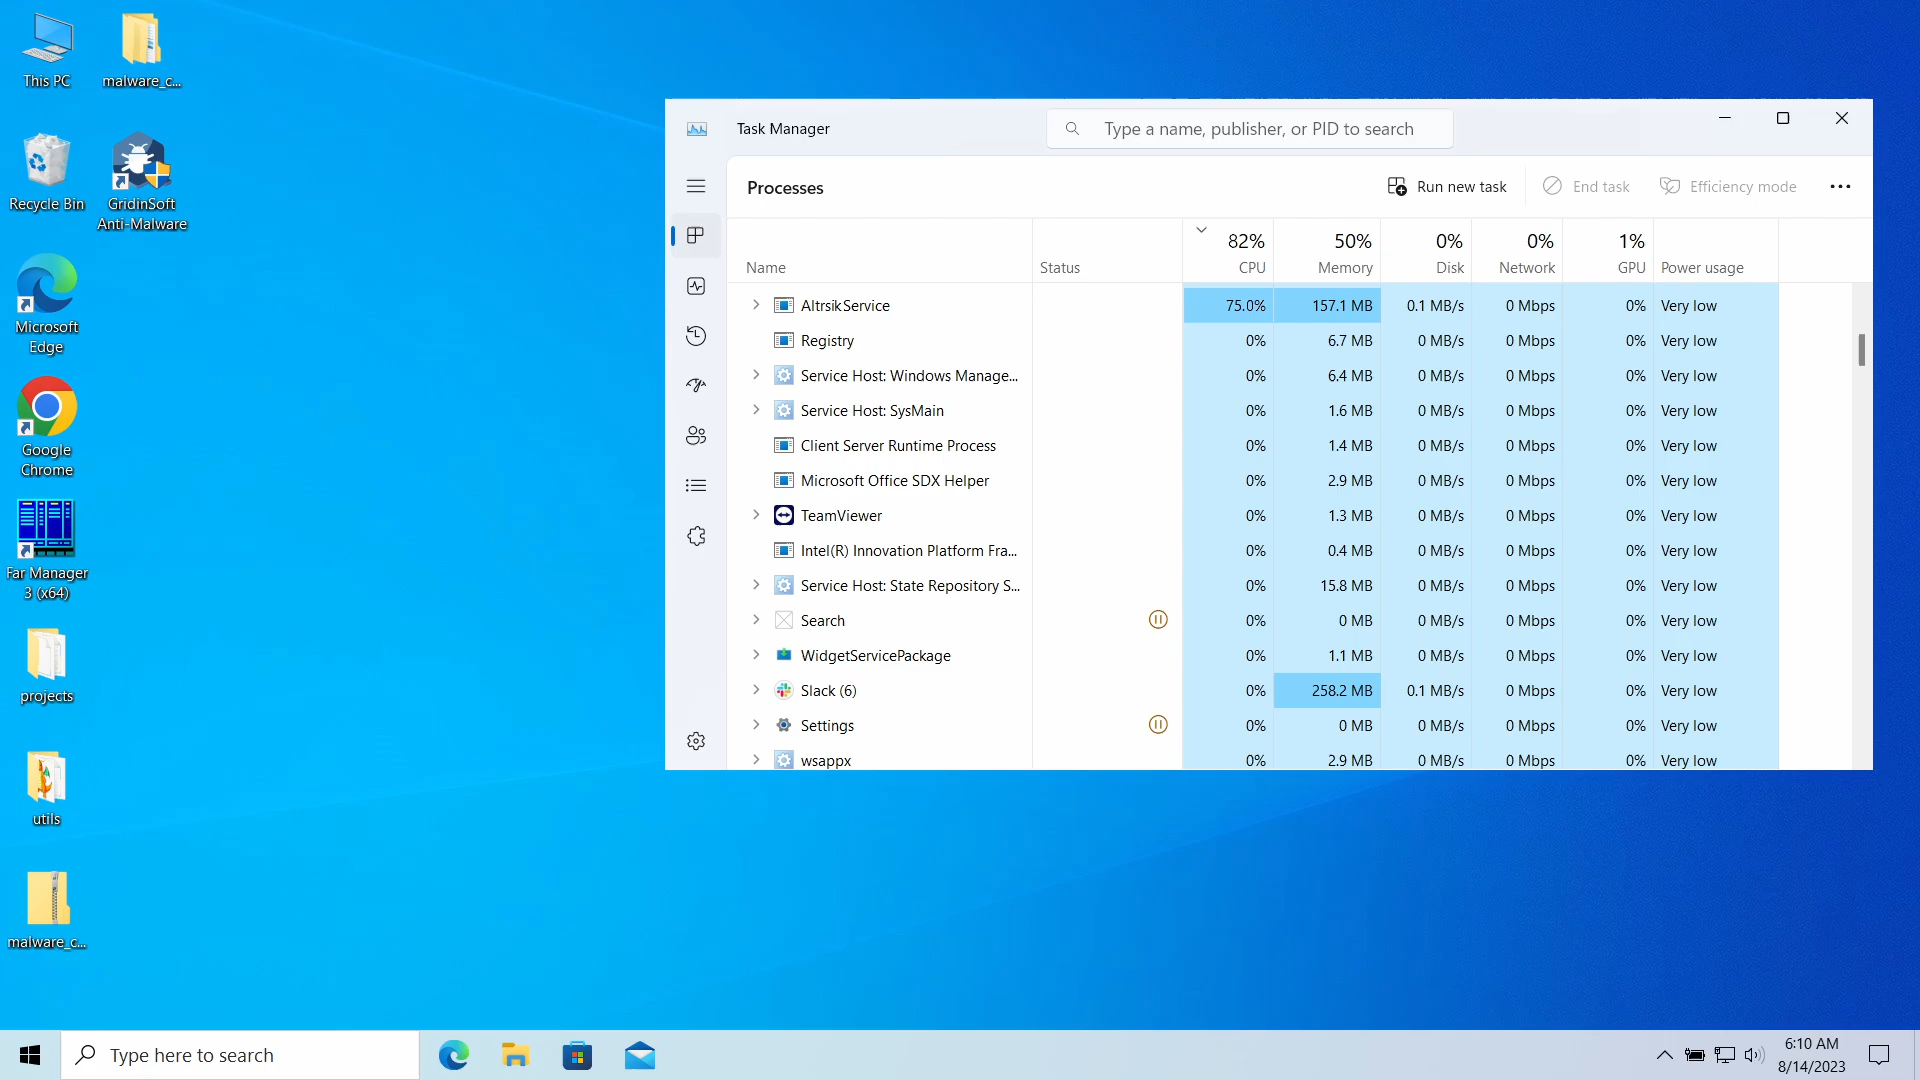 This PC
malware_c...
Recycle Bin
GridinSoft
Anti-Malware
Microsoft
Edge
Google
Chrome
Far Manager
3 (x64)
projects
utils
malware_c...
Task Manager
Type a name, publisher, or PID to search
Processes
Run new task
End task
Efficiency mode
82% 50% 0% 0% 1%
Name Status CPU Memory Disk Network GPU Power usage
AltrsikService 75.0% 157.1 MB 0.1 MB/s 0 Mbps 0% Very low
Registry 0% 6.7 MB 0 MB/s 0 Mbps 0% Very low
Service Host: Windows Manage... 0% 6.4 MB 0 MB/s 0 Mbps 0% Very low
Service Host: SysMain 0% 1.6 MB 0 MB/s 0 Mbps 0% Very low
Client Server Runtime Process 0% 1.4 MB 0 MB/s 0 Mbps 0% Very low
Microsoft Office SDX Helper 0% 2.9 MB 0 MB/s 0 Mbps 0% Very low
TeamViewer 0% 1.3 MB 0 MB/s 0 Mbps 0% Very low
Intel(R) Innovation Platform Fra... 0% 0.4 MB 0 MB/s 0 Mbps 0% Very low
Service Host: State Repository S... 0% 15.8 MB 0 MB/s 0 Mbps 0% Very low
Search 0% 0 MB 0 MB/s 0 Mbps 0% Very low
WidgetServicePackage 0% 1.1 MB 0 MB/s 0 Mbps 0% Very low
Slack (6) 0% 258.2 MB 0.1 MB/s 0 Mbps 0% Very low
Settings 0% 0 MB 0 MB/s 0 Mbps 0% Very low
wsappx 0% 2.9 MB 0 MB/s 0 Mbps 0% Very low
Type here to search
6:10 AM
8/14/2023